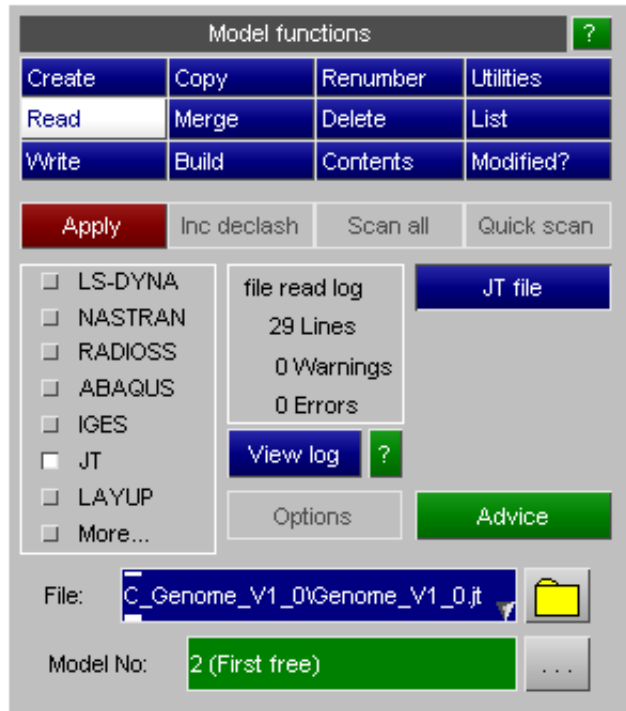 Model functions ?
Create Copy Renumber Utilities
Read Merge Delete List
Write Build Contents Modified?
Apply Inc declash Scan all Quick scan
LS-DYNA
NASTRAN
RADIOSS
ABAQUS
IGES
JT
LAYUP
More...
file read log
29 Lines
0 Warnings
0 Errors
View log ?
Options
JT file
Advice
File: C_Genome_V1_0\Genome_V1_0.jt
Model No: 2 (First free) ...